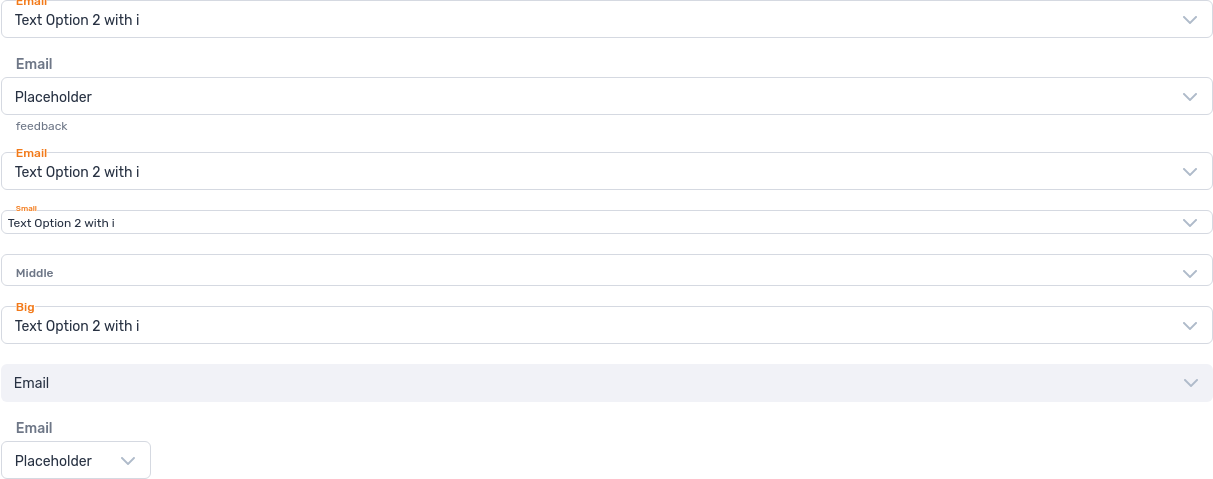 Email
Text Option 2 with i
Email
Placeholder
feedback
Email
Text Option 2 with i
Small
Text Option 2 with i
Middle
Big
Text Option 2 with i
Email
Email
Placeholder